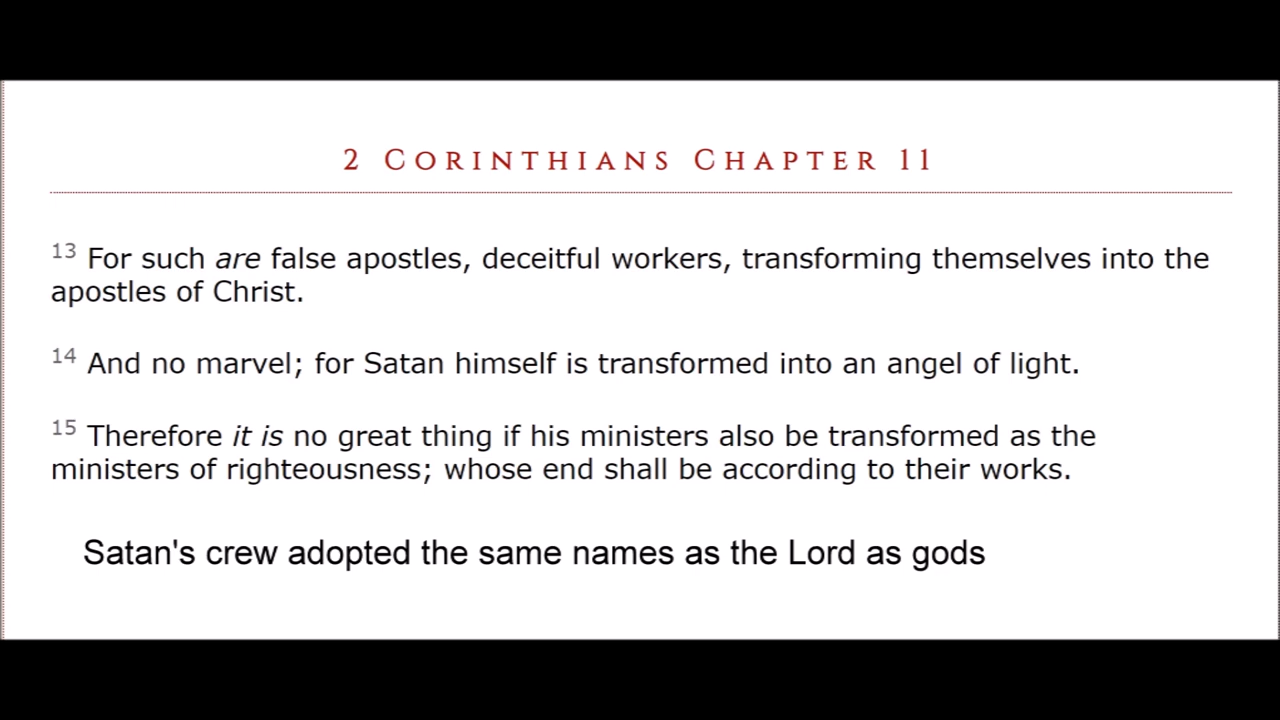 2 Corinthians Chapter 11
13 For such are false apostles, deceitful workers, transforming themselves into the
apostles of Christ.
14 And no marvel; for Satan himself is transformed into an angel of light.
15 Therefore it is no great thing if his ministers also be transformed as the
ministers of righteousness; whose end shall be according to their works.
Satan's crew adopted the same names as the Lord as gods